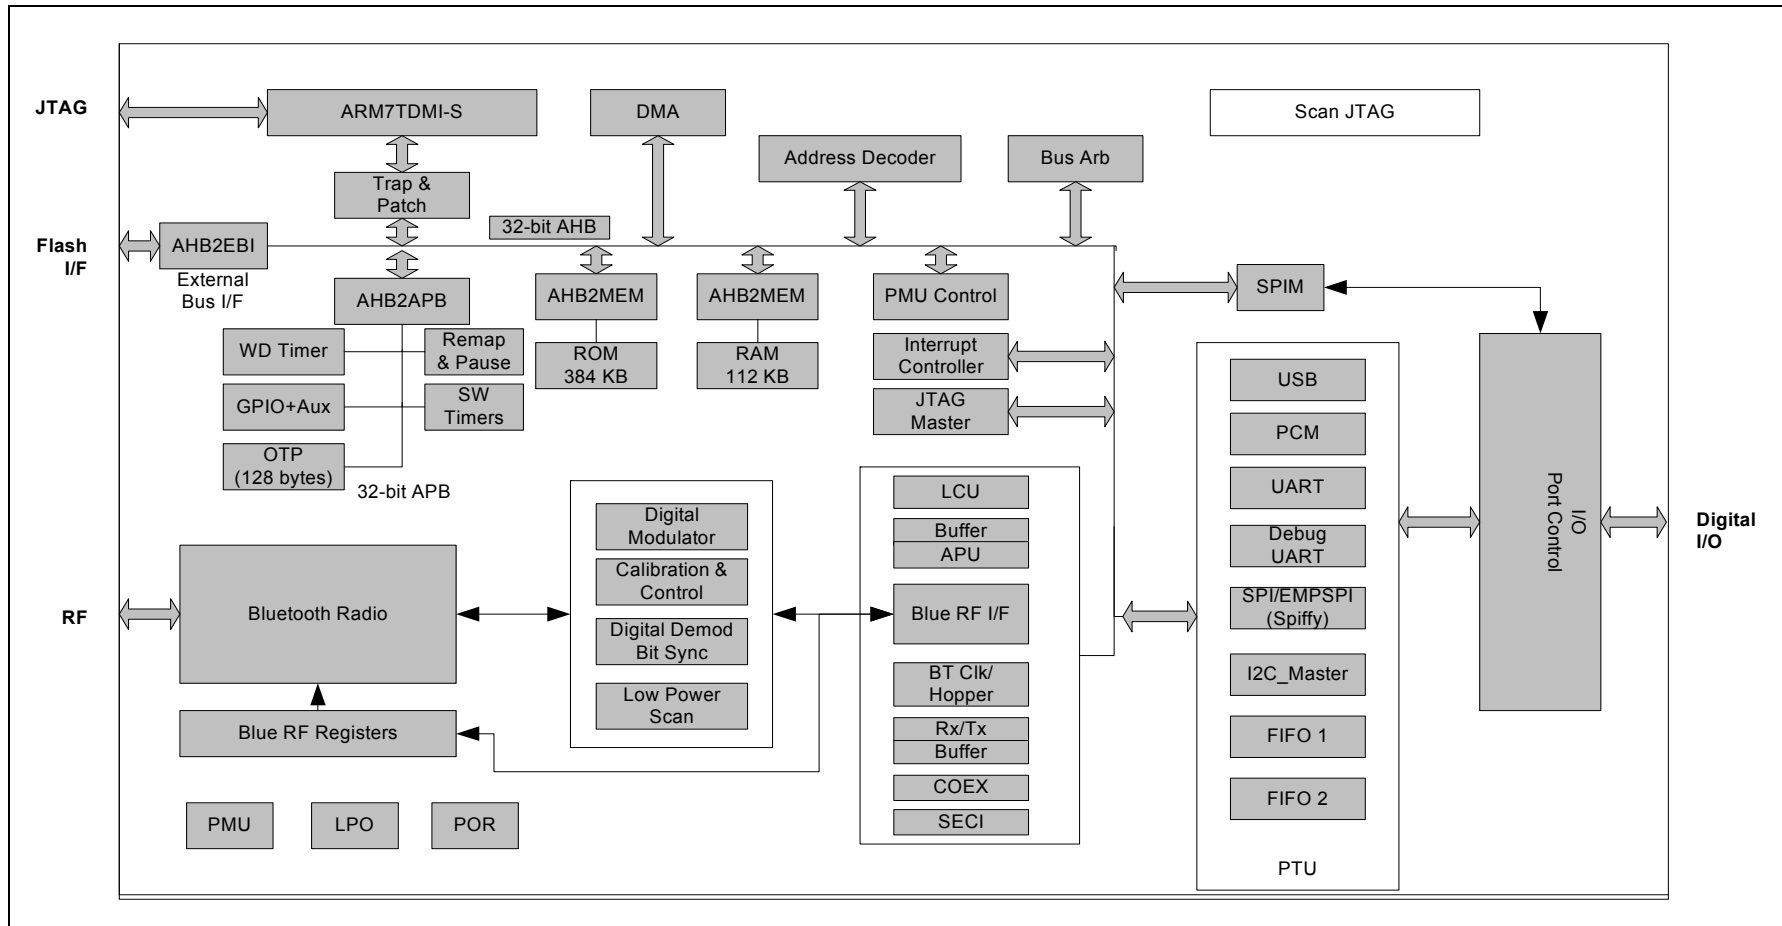 JTAG
ARM7TDMI-S
DMA
Scan JTAG
Address Decoder
Bus Arb
Trap &
Patch
32-bit AHB
Flash
I/F
AHB2EBI
External
Bus I/F
AHB2APB
AHB2MEM
AHB2MEM
PMU Control
SPIM
WD Timer
Remap
& Pause
ROM
384 KB
RAM
112 KB
Interrupt
Controller
GPIO+Aux
SW
Timers
JTAG
Master
OTP
(128 bytes)
32-bit APB
USB
PCM
UART
Debug
UART
SPI/EMPSPI
(Spiffy)
I2C_Master
FIFO 1
FIFO 2
PTU
I/O
Port Control
Digital
I/O
LCU
Buffer
APU
Blue RF I/F
BT Clk/
Hopper
Rx/Tx
Buffer
COEX
SECI
Digital
Modulator
Calibration &
Control
Digital Demod
Bit Sync
Low Power
Scan
RF
Bluetooth Radio
Blue RF Registers
PMU
LPO
POR